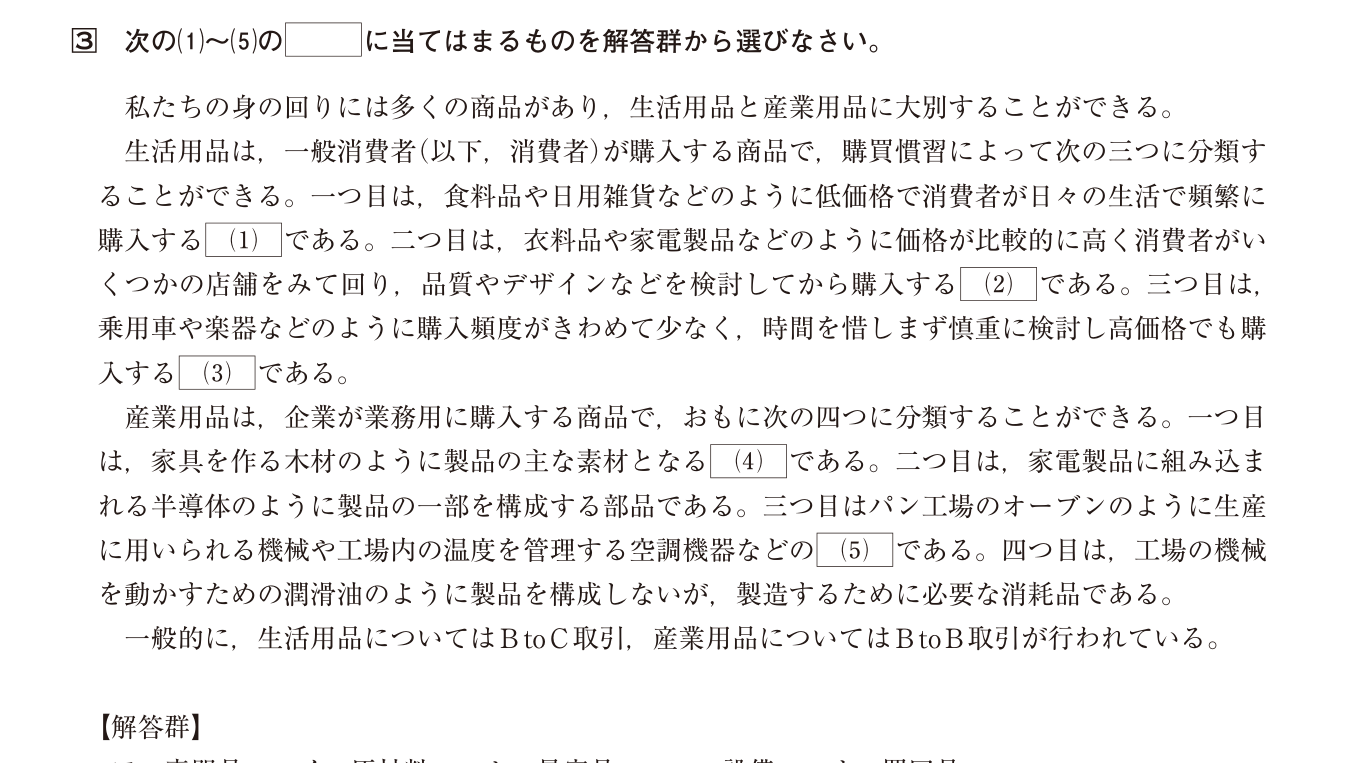 3 次の(1)～(5)の に当てはまるものを解答群から選びなさい。
私たちの身の回りには多くの商品があり，生活用品と産業用品に大別することができる。
生活用品は，一般消費者(以下，消費者)が購入する商品で，購買慣習によって次の三つに分類す
ることができる。一つ目は，食料品や日用雑貨などのように低価格で消費者が日々の生活で頻繁に
購入する (1) である。二つ目は，衣料品や家電製品などのように価格が比較的に高く消費者がい
くつかの店舗をみて回り，品質やデザインなどを検討してから購入する (2) である。三つ目は，
乗用車や楽器などのように購入頻度がきわめて少なく，時間を惜しまず慎重に検討し高価格でも購
入する (3) である。
産業用品は，企業が業務用に購入する商品で，おもに次の四つに分類することができる。一つ目
は，家具を作る木材のように製品の主な素材となる (4) である。二つ目は，家電製品に組み込ま
れる半導体のように製品の一部を構成する部品である。三つ目はパン工場のオーブンのように生産
に用いられる機械や工場内の温度を管理する空調機器などの (5) である。四つ目は，工場の機械
を動かすための潤滑油のように製品を構成しないが，製造するために必要な消耗品である。
一般的に，生活用品についてはＢtoＣ取引，産業用品についてはＢtoＢ取引が行われている。
【解答群】